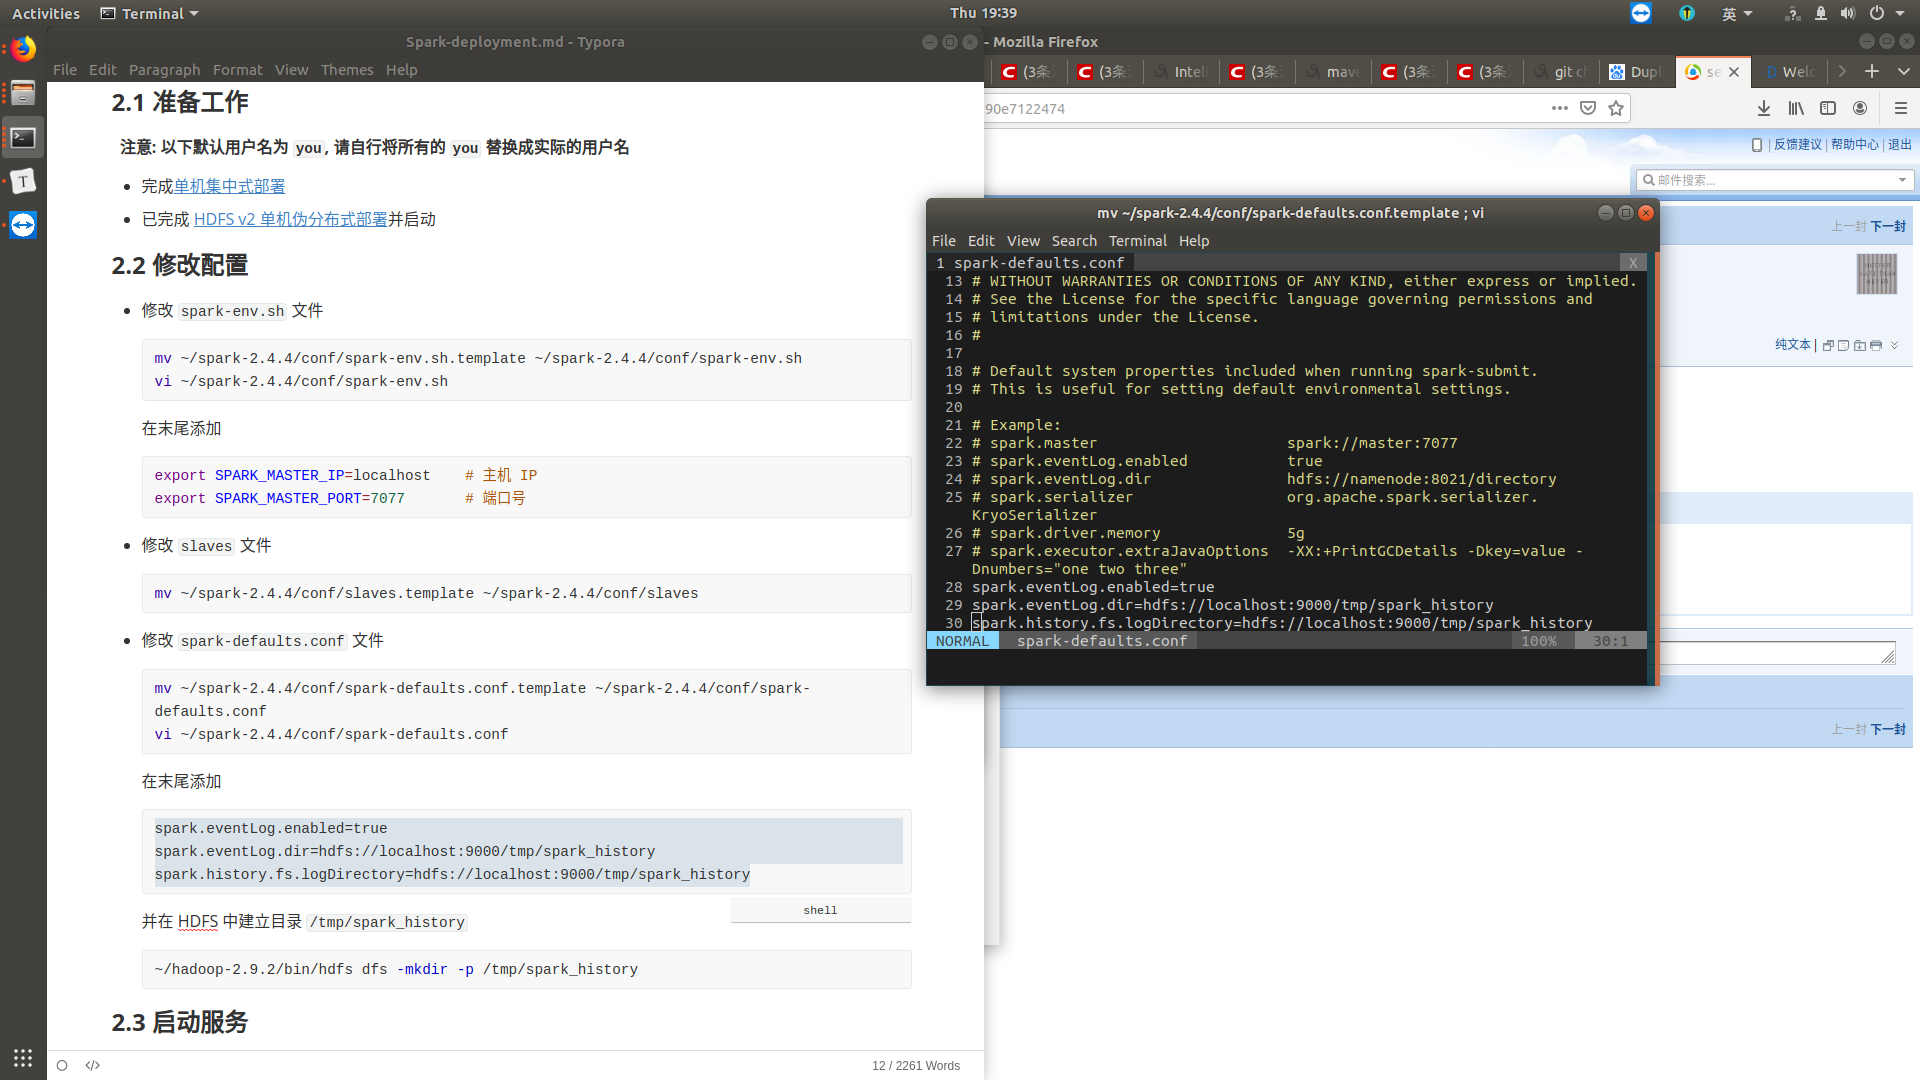 Activities
Terminal
Thu 19:39
英
Spark-deployment.md - Typora
File Edit Paragraph Format View Themes Help
2.1 准备工作
注意: 以下默认用户名为 you, 请自行将所有的 you 替换成实际的用户名
完成单机集中式部署
已完成 HDFS v2 单机伪分布式部署并启动
2.2 修改配置
修改 spark-env.sh 文件
mv ~/spark-2.4.4/conf/spark-env.sh.template ~/spark-2.4.4/conf/spark-env.sh
vi ~/spark-2.4.4/conf/spark-env.sh
在末尾添加
export SPARK_MASTER_IP=localhost # 主机 IP
export SPARK_MASTER_PORT=7077 # 端口号
修改 slaves 文件
mv ~/spark-2.4.4/conf/slaves.template ~/spark-2.4.4/conf/slaves
修改 spark-defaults.conf 文件
mv ~/spark-2.4.4/conf/spark-defaults.conf.template ~/spark-2.4.4/conf/spark-
defaults.conf
vi ~/spark-2.4.4/conf/spark-defaults.conf
在末尾添加
spark.eventLog.enabled=true
spark.eventLog.dir=hdfs://localhost:9000/tmp/spark_history
spark.history.fs.logDirectory=hdfs://localhost:9000/tmp/spark_history
shell
并在 HDFS 中建立目录 /tmp/spark_history
~/hadoop-2.9.2/bin/hdfs dfs -mkdir -p /tmp/spark_history
2.3 启动服务
12 / 2261 Words
- Mozilla Firefox
(3条 (3条 Intell (3条 mave (3条 (3条 git ch Dupl se Welc
90e7122474
反馈建议 | 帮助中心 | 退出
邮件搜索...
上一封 下一封
纯文本 |
上一封 下一封
mv ~/spark-2.4.4/conf/spark-defaults.conf.template ; vi
File Edit View Search Terminal Help
1 spark-defaults.conf X
13 # WITHOUT WARRANTIES OR CONDITIONS OF ANY KIND, either express or implied.
14 # See the License for the specific language governing permissions and
15 # limitations under the License.
16 #
17
18 # Default system properties included when running spark-submit.
19 # This is useful for setting default environmental settings.
20
21 # Example:
22 # spark.master spark://master:7077
23 # spark.eventLog.enabled true
24 # spark.eventLog.dir hdfs://namenode:8021/directory
25 # spark.serializer org.apache.spark.serializer.
KryoSerializer
26 # spark.driver.memory 5g
27 # spark.executor.extraJavaOptions -XX:+PrintGCDetails -Dkey=value -
Dnumbers="one two three"
28 spark.eventLog.enabled=true
29 spark.eventLog.dir=hdfs://localhost:9000/tmp/spark_history
30 spark.history.fs.logDirectory=hdfs://localhost:9000/tmp/spark_history
NORMAL spark-defaults.conf 100% 30:1